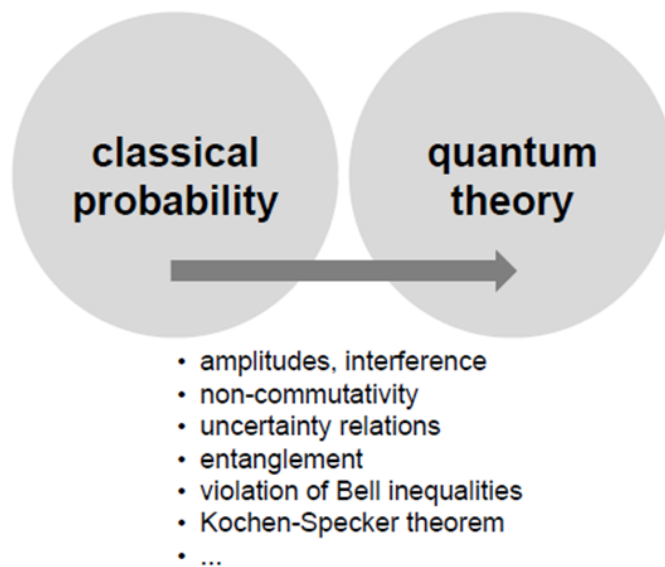 classical
probability
quantum
theory
• amplitudes, interference
• non-commutativity
• uncertainty relations
• entanglement
• violation of Bell inequalities
• Kochen-Specker theorem
• ...